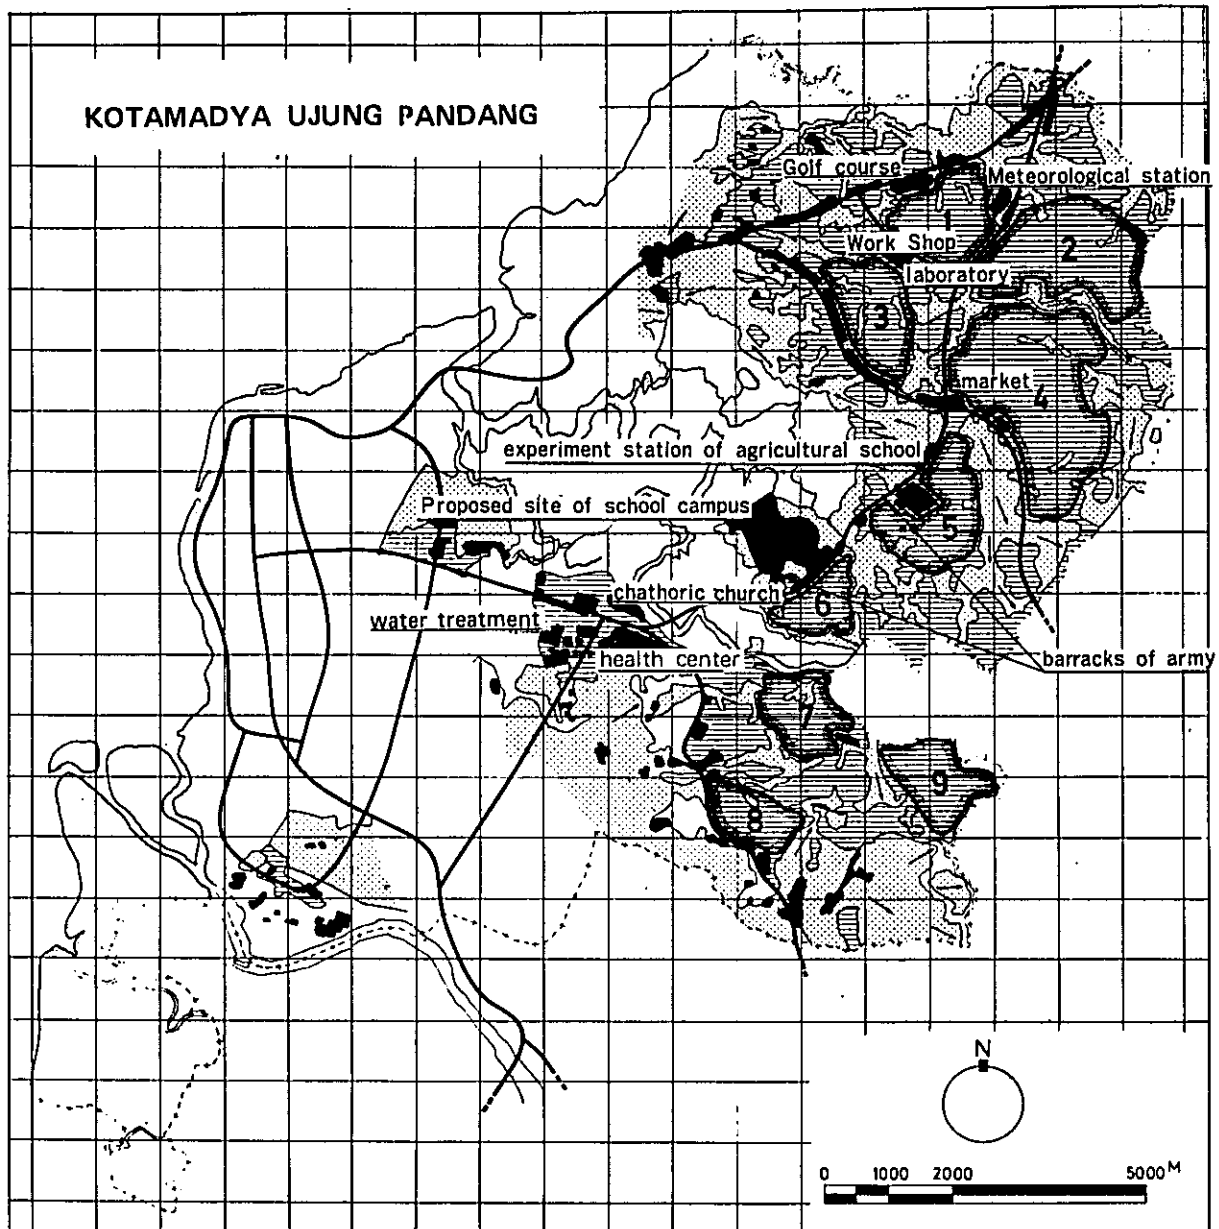 KOTAMADYA UJUNG PANDANG
Golf course
Meteorological station
1
Work Shop
2
laboratory
3
market
4
experiment station of agricultural school
Proposed site of school campus
5
chathoric church
6
water treatment
health center
barracks of army
7
9
8
N
0 1000 2000 5000 M